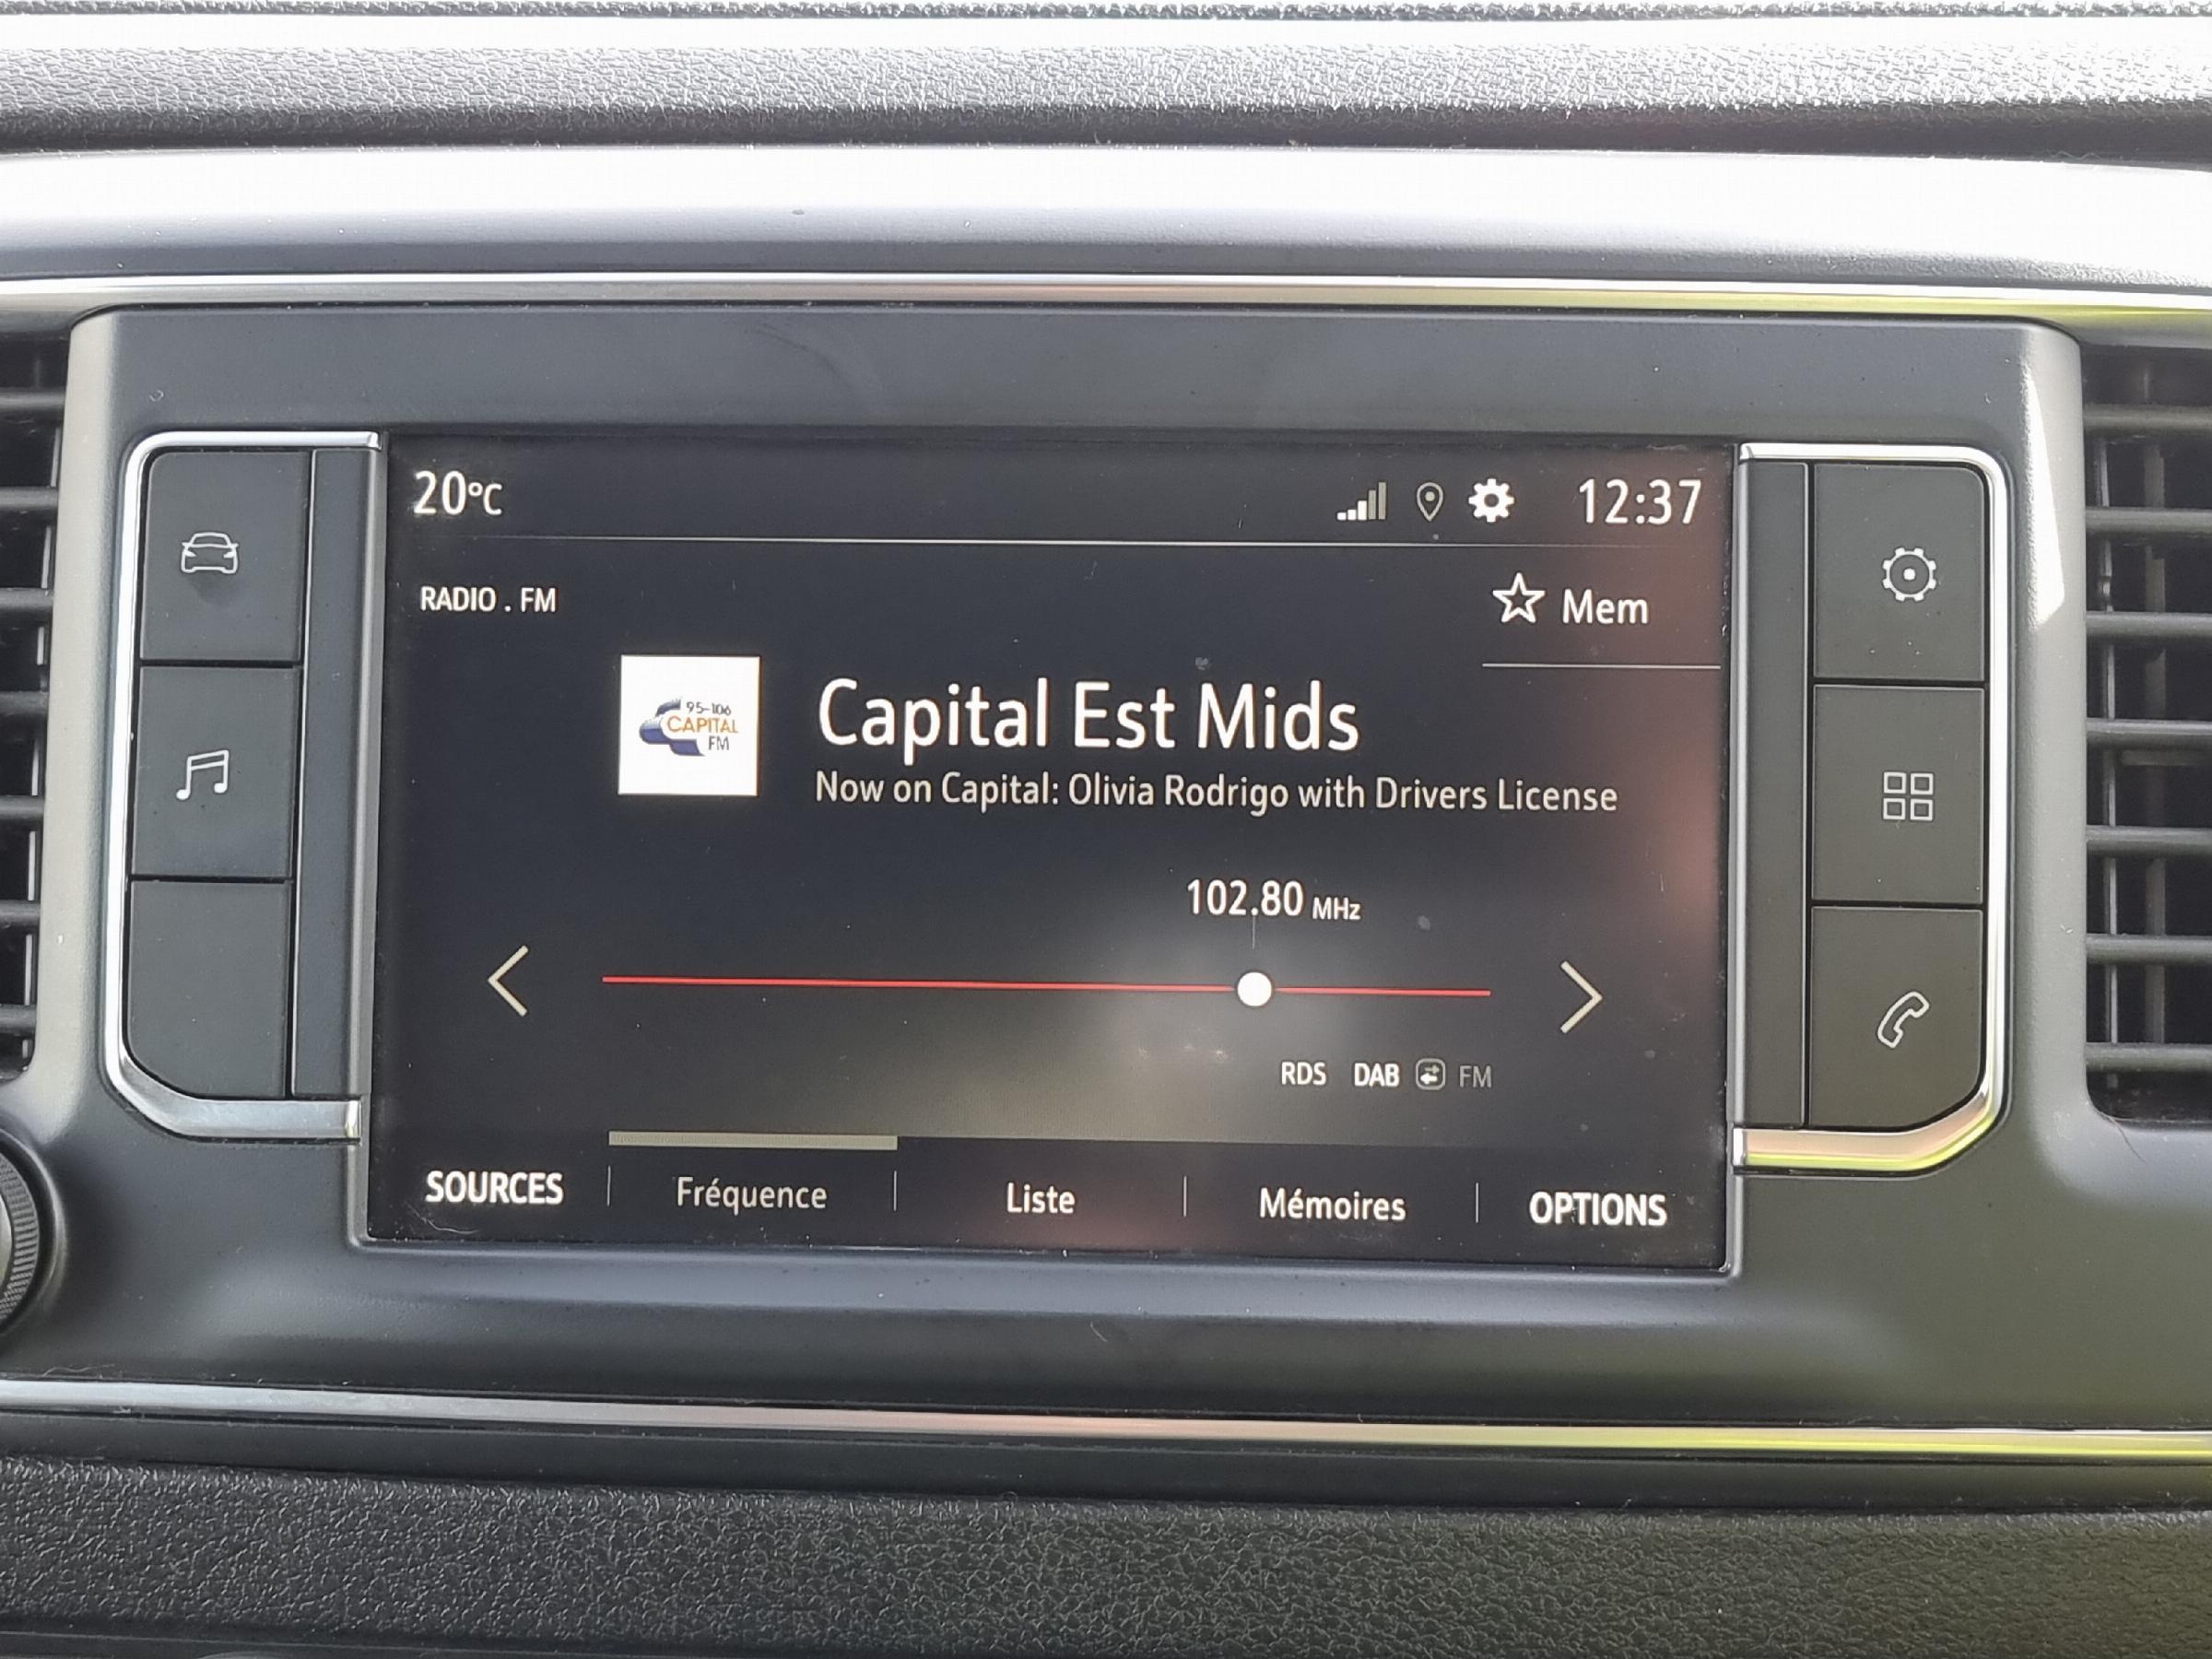 20°C
12:37
RADIO . FM
Mem
95-106
CAPITAL
FM
Capital Est Mids
Now on Capital: Olivia Rodrigo with Drivers License
102.80 MHz
RDS DAB FM
SOURCES
Fréquence
Liste
Mémoires
OPTIONS